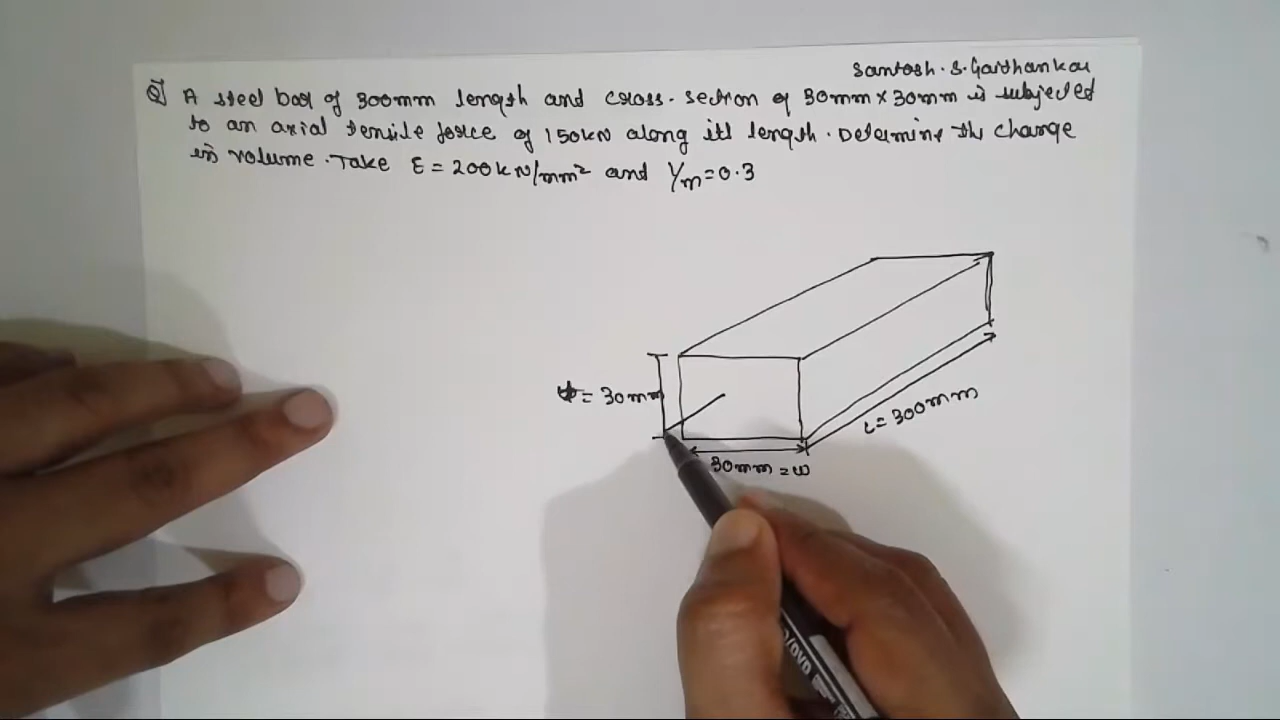 Santosh.S.Garthankar
Q] A steel bar of 300mm length and cross-section of 30mm x 30mm is subjected
to an axial tensile force of 150kN along its length. Determine the change
in volume. Take E = 200kN/mm² and 1/m = 0.3
t = 30mm
L = 300mm
30mm = w